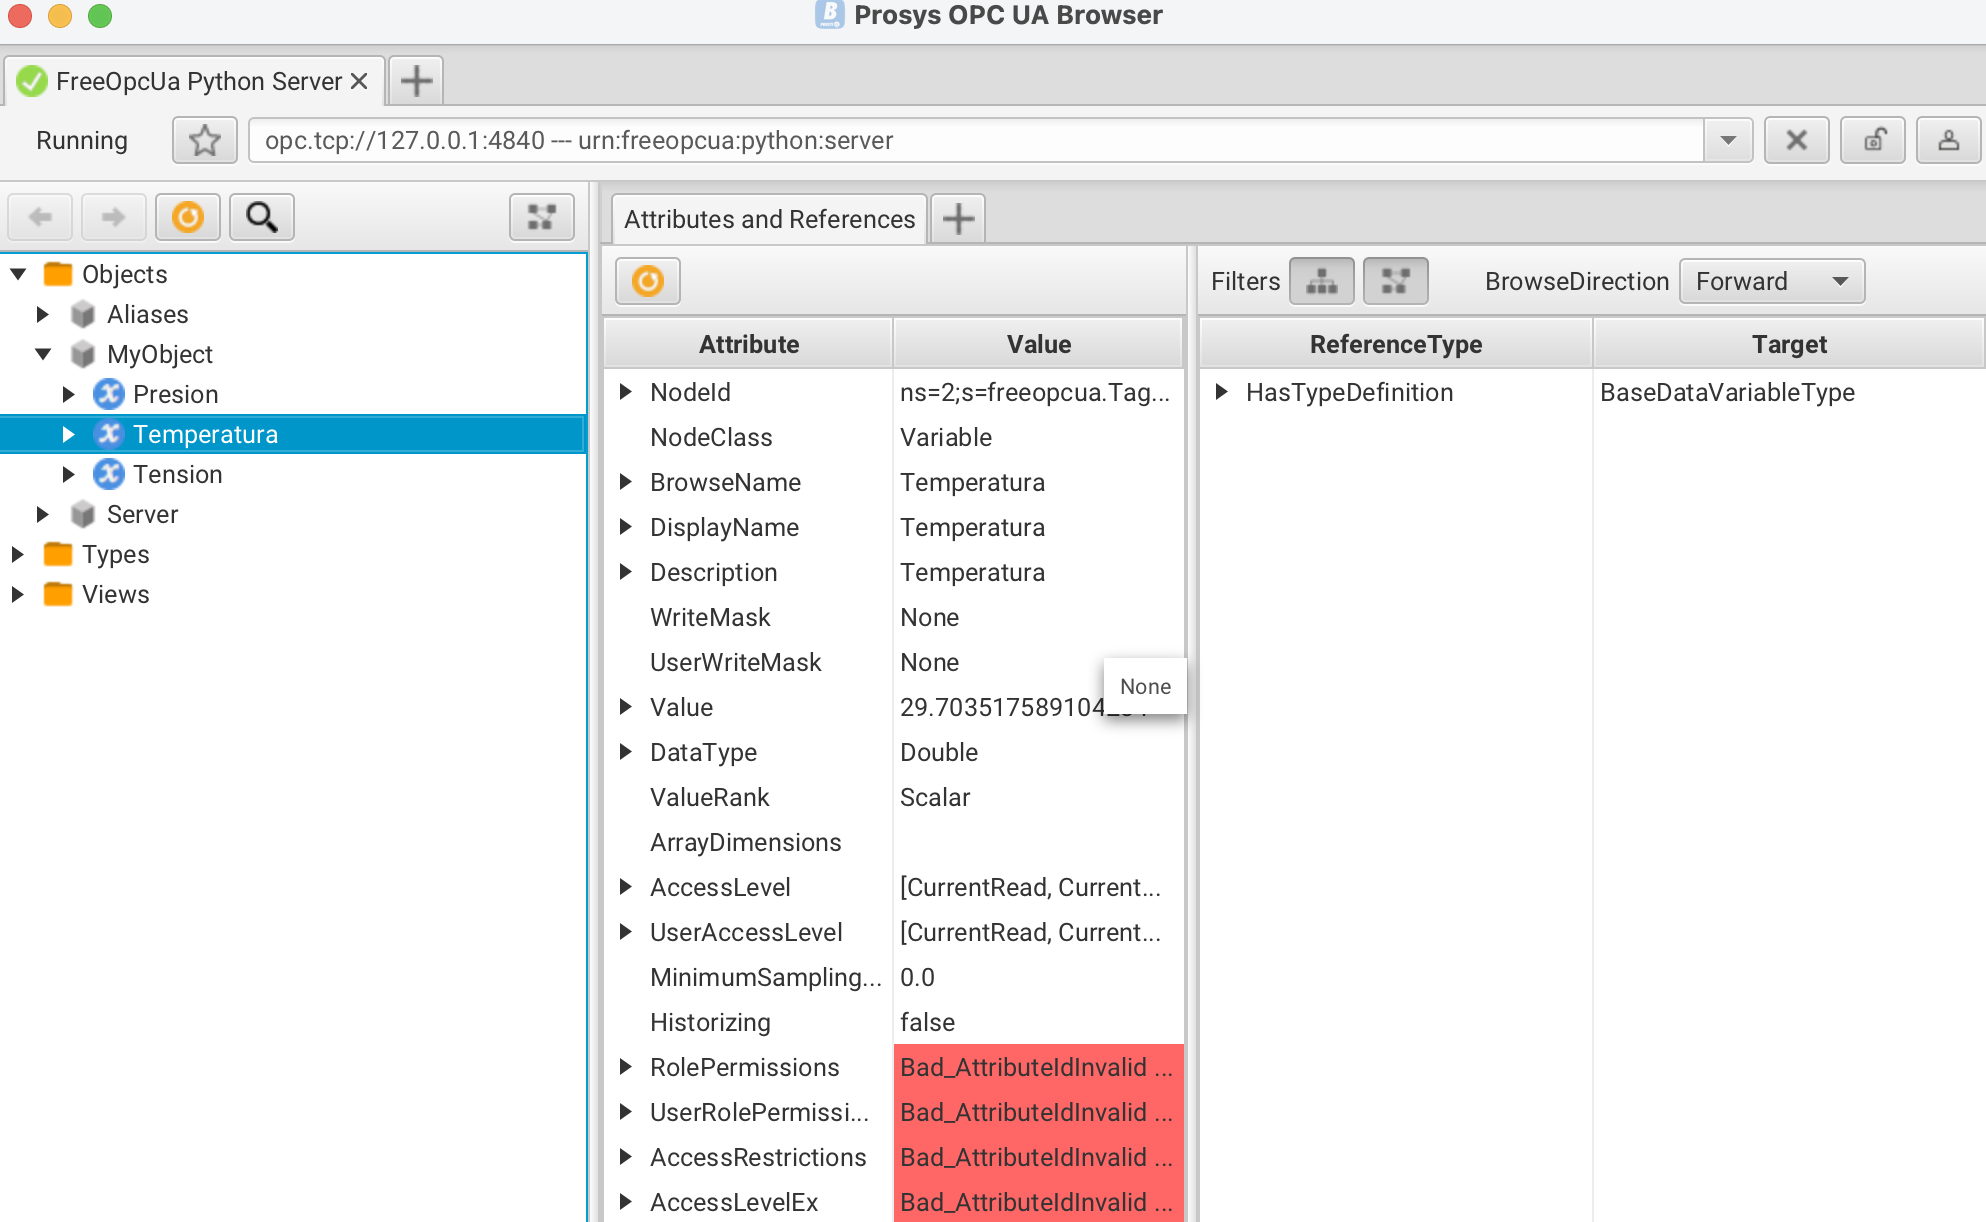 Prosys OPC UA Browser
FreeOpcUa Python Server
Running
opc.tcp://127.0.0.1:4840 --- urn:freeopcua:python:server
Objects
Aliases
MyObject
Presion
Temperatura
Tension
Server
Types
Views
Attributes and References
Attribute Value
NodeId ns=2;s=freeopcua.Tag...
NodeClass Variable
BrowseName Temperatura
DisplayName Temperatura
Description Temperatura
WriteMask None
UserWriteMask None
None
Value
DataType Double
ValueRank Scalar
ArrayDimensions
AccessLevel [CurrentRead, Current...
UserAccessLevel [CurrentRead, Current...
MinimumSampling... 0.0
Historizing false
RolePermissions Bad_AttributeIdInvalid ...
UserRolePermissi... Bad_AttributeIdInvalid ...
AccessRestrictions Bad_AttributeIdInvalid ...
AccessLevelEx Bad_AttributeIdInvalid ...
Filters BrowseDirection Forward
ReferenceType Target
HasTypeDefinition BaseDataVariableType